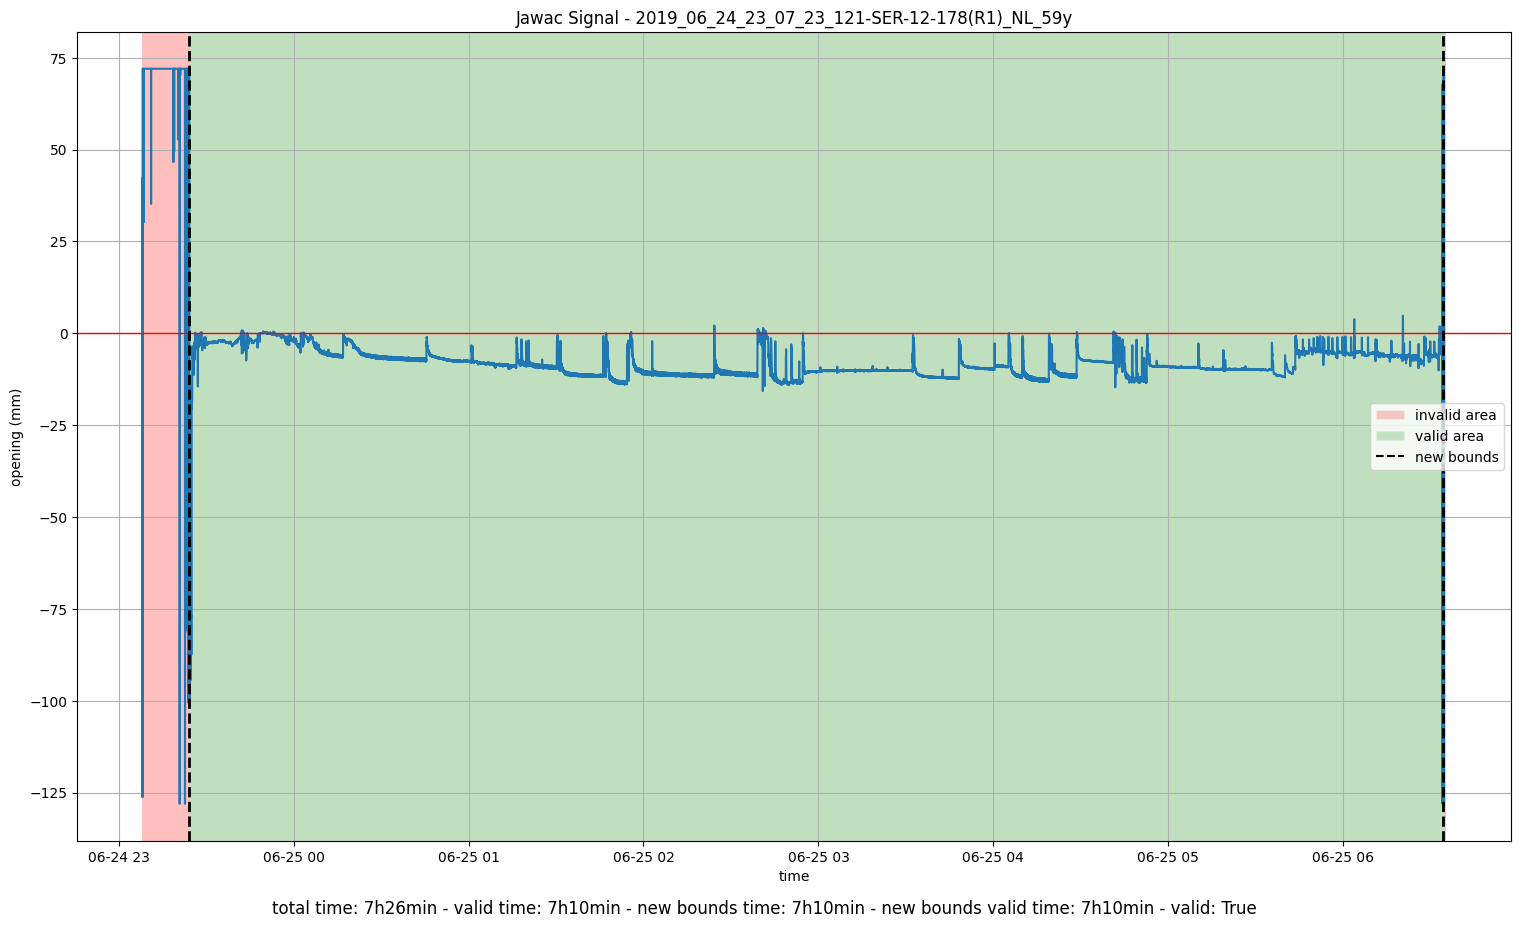 Jawac Signal - 2019_06_24_23_07_23_121-SER-12-178(R1)_NL_59y
75
50
25
0
−25
−50
−75
−100
−125
opening (mm)
invalid area
valid area
new bounds
06-24 23
06-25 00
06-25 01
06-25 02
06-25 03
06-25 04
06-25 05
06-25 06
time
total time: 7h26min - valid time: 7h10min - new bounds time: 7h10min - new bounds valid time: 7h10min - valid: True